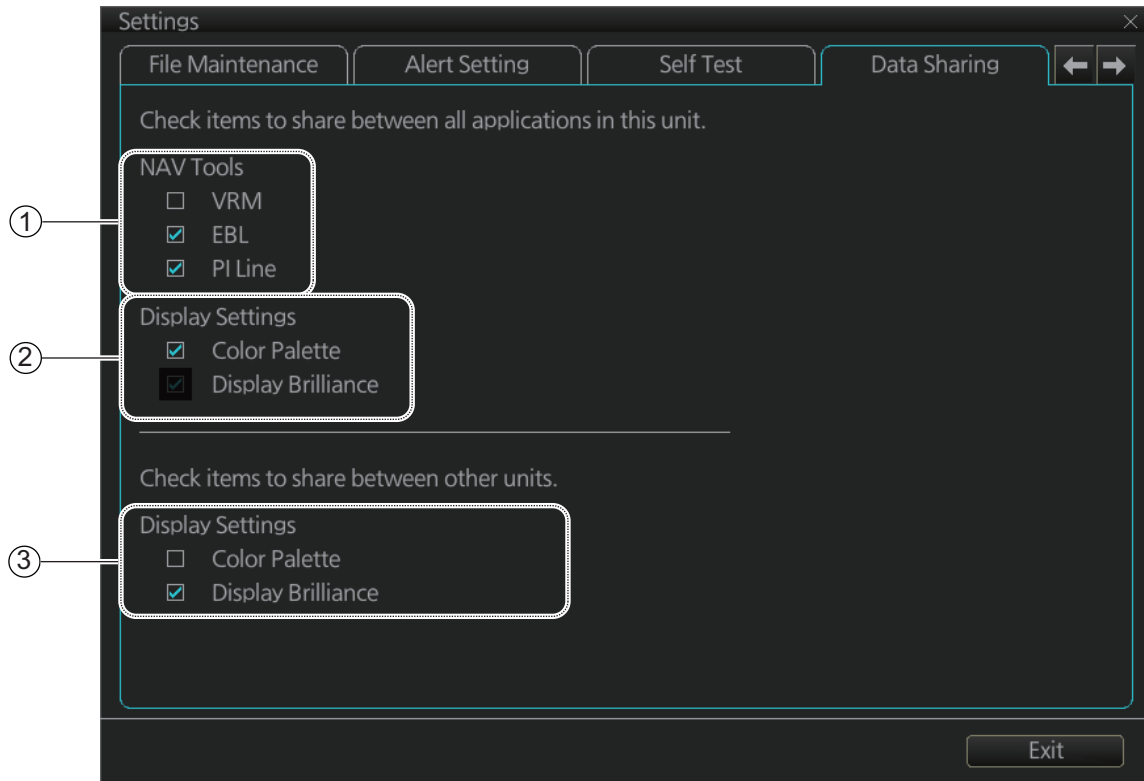 Settings
File Maintenance
Alert Setting
Self Test
Data Sharing
Check items to share between all applications in this unit.
NAV Tools
VRM
1
EBL
PI Line
Display Settings
2
Color Palette
Display Brilliance
Check items to share between other units.
Display Settings
3
Color Palette
Display Brilliance
Exit